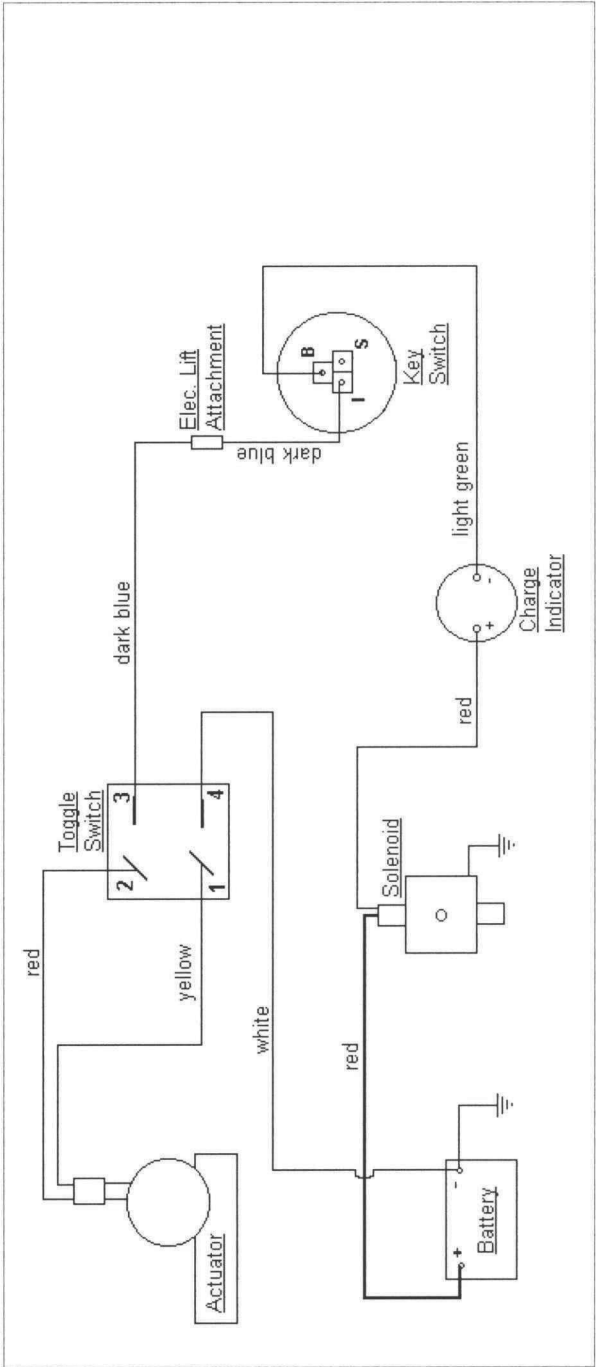 red
Toggle
Switch
2
3
1
4
yellow
dark blue
Elec. Lift
Attachment
dark blue
B
S
I
Key
Switch
Actuator
white
red
Solenoid
red
+
-
Charge
Indicator
light green
+
-
Battery